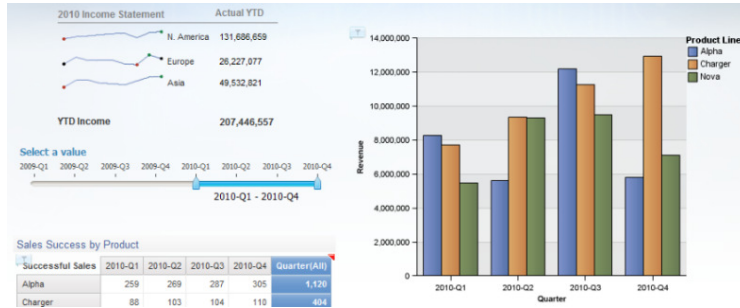 2010 Income Statement Actual YTD
N. America 131,686,659
Europe 26,227,077
Asia 49,532,821
YTD Income 207,446,557
Select a value
2009-Q1 2009-Q2 2009-Q3 2009-Q4 2010-Q1 2010-Q2 2010-Q3 2010-Q4
2010-Q1 - 2010-Q4
Sales Success by Product
Successful Sales 2010-Q1 2010-Q2 2010-Q3 2010-Q4 Quarter(All)
Alpha 259 269 287 305 1,120
Charger 88 103 104 110 404
Product Line
Alpha
Charger
Nova
14,000,000
12,000,000
10,000,000
8,000,000
6,000,000
4,000,000
2,000,000
0
Revenue
2010-Q1 2010-Q2 2010-Q3 2010-Q4
Quarter